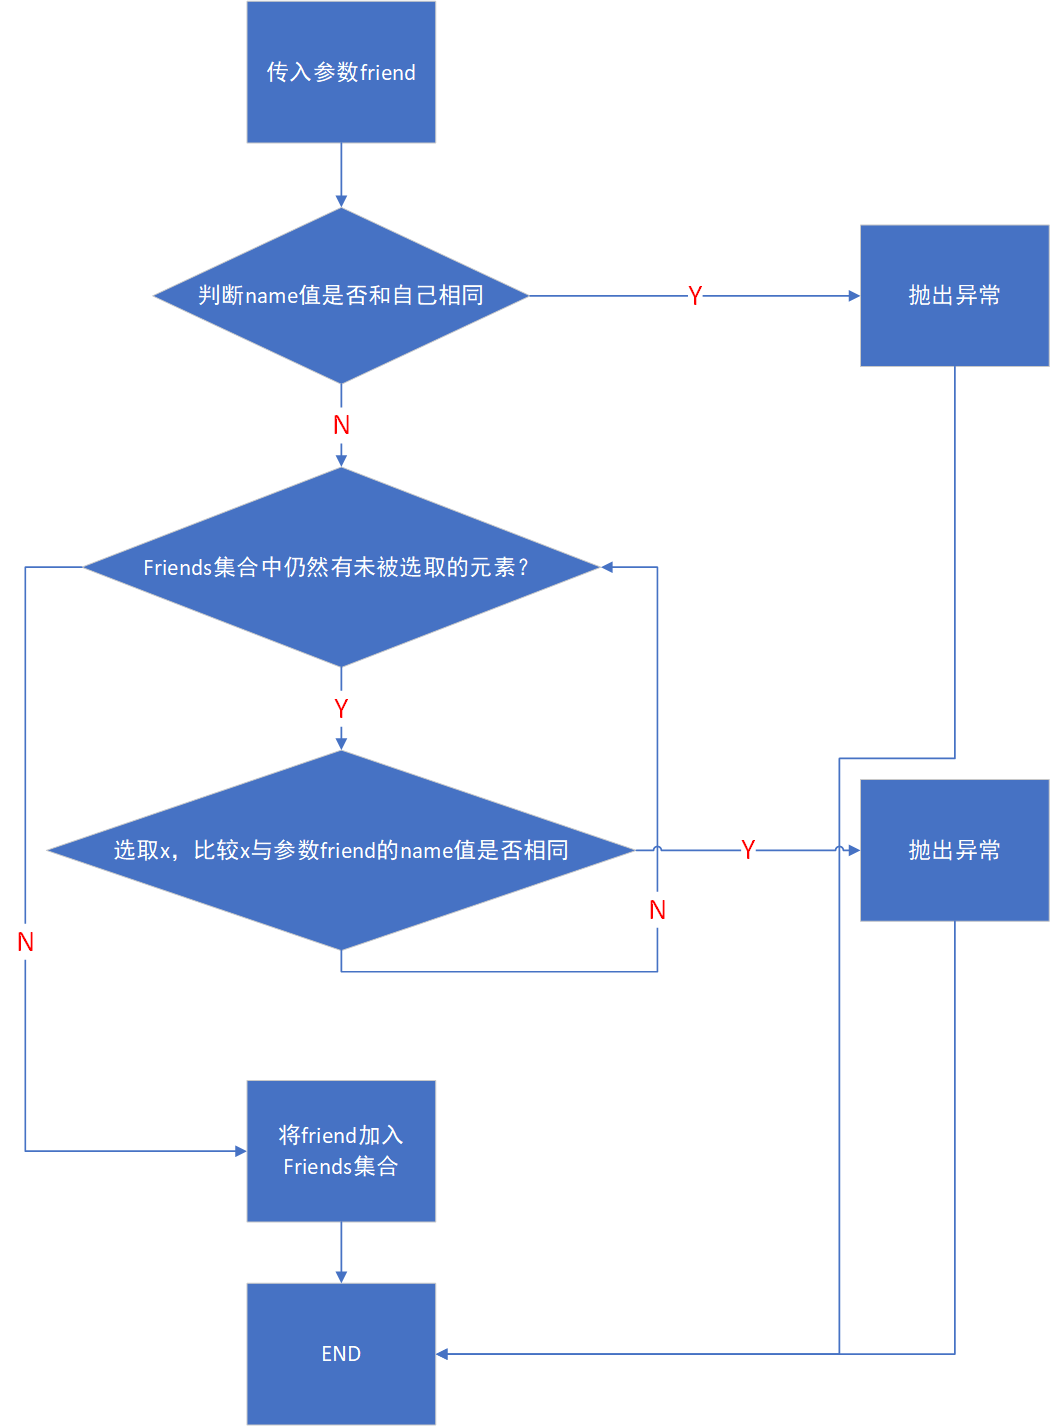 传入参数friend
判断name值是否和自己相同
Y
抛出异常
N
Friends集合中仍然有未被选取的元素？
Y
选取x，比较x与参数friend的name值是否相同
Y
抛出异常
N
N
将friend加入
Friends集合
END